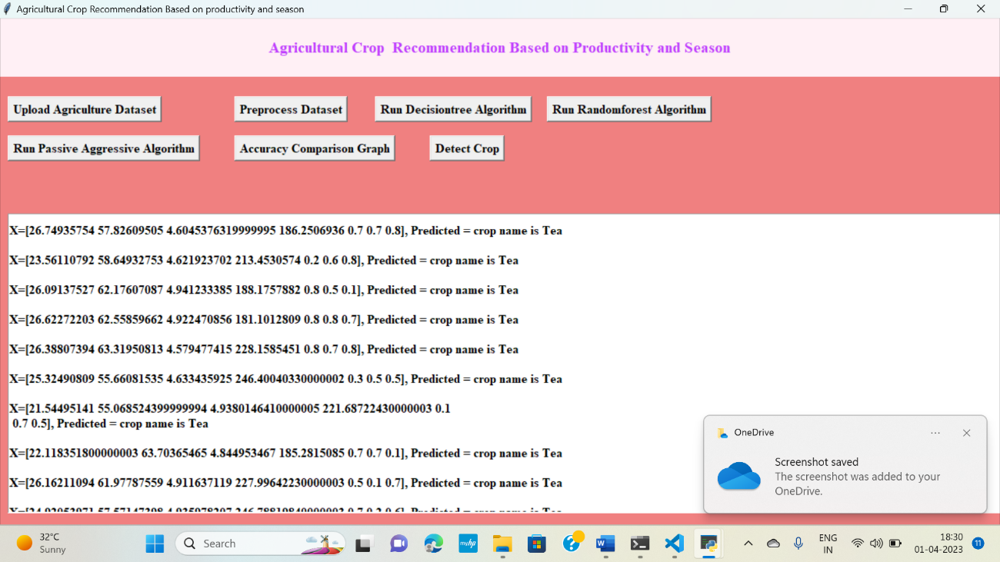 Agricultural Crop Recommendation Based on productivity and season
Agricultural Crop  Recommendation Based on Productivity and Season
Upload Agriculture Dataset
Preprocess Dataset
Run Decisiontree Algorithm
Run Randomforest Algorithm
Run Passive Aggressive Algorithm
Accuracy Comparison Graph
Detect Crop
X=[26.74935754 57.82609505 4.6045376319999995 186.2506936 0.7 0.7 0.8], Predicted = crop name is Tea
X=[23.56110792 58.64932753 4.621923702 213.4530574 0.2 0.6 0.8], Predicted = crop name is Tea
X=[26.09137527 62.17607087 4.941233385 188.1757882 0.8 0.5 0.1], Predicted = crop name is Tea
X=[26.62272203 62.55859662 4.922470856 181.1012809 0.8 0.8 0.7], Predicted = crop name is Tea
X=[26.38807394 63.31950813 4.579477415 228.1585451 0.8 0.7 0.8], Predicted = crop name is Tea
X=[25.32490809 55.66081535 4.633435925 246.40040330000002 0.3 0.5 0.5], Predicted = crop name is Tea
X=[21.54495141 55.068524399999994 4.9380146410000005 221.68722430000003 0.1
0.7 0.5], Predicted = crop name is Tea
X=[22.118351800000003 63.70365465 4.844953467 185.2815085 0.7 0.7 0.1], Predicted = crop name is Tea
X=[26.16211094 61.97787559 4.911637119 227.99642230000003 0.5 0.1 0.7], Predicted = crop name is Tea
OneDrive
Screenshot saved
The screenshot was added to your
OneDrive.
32°C
Sunny
Search
myhp
ENG
IN
18:30
01-04-2023
11